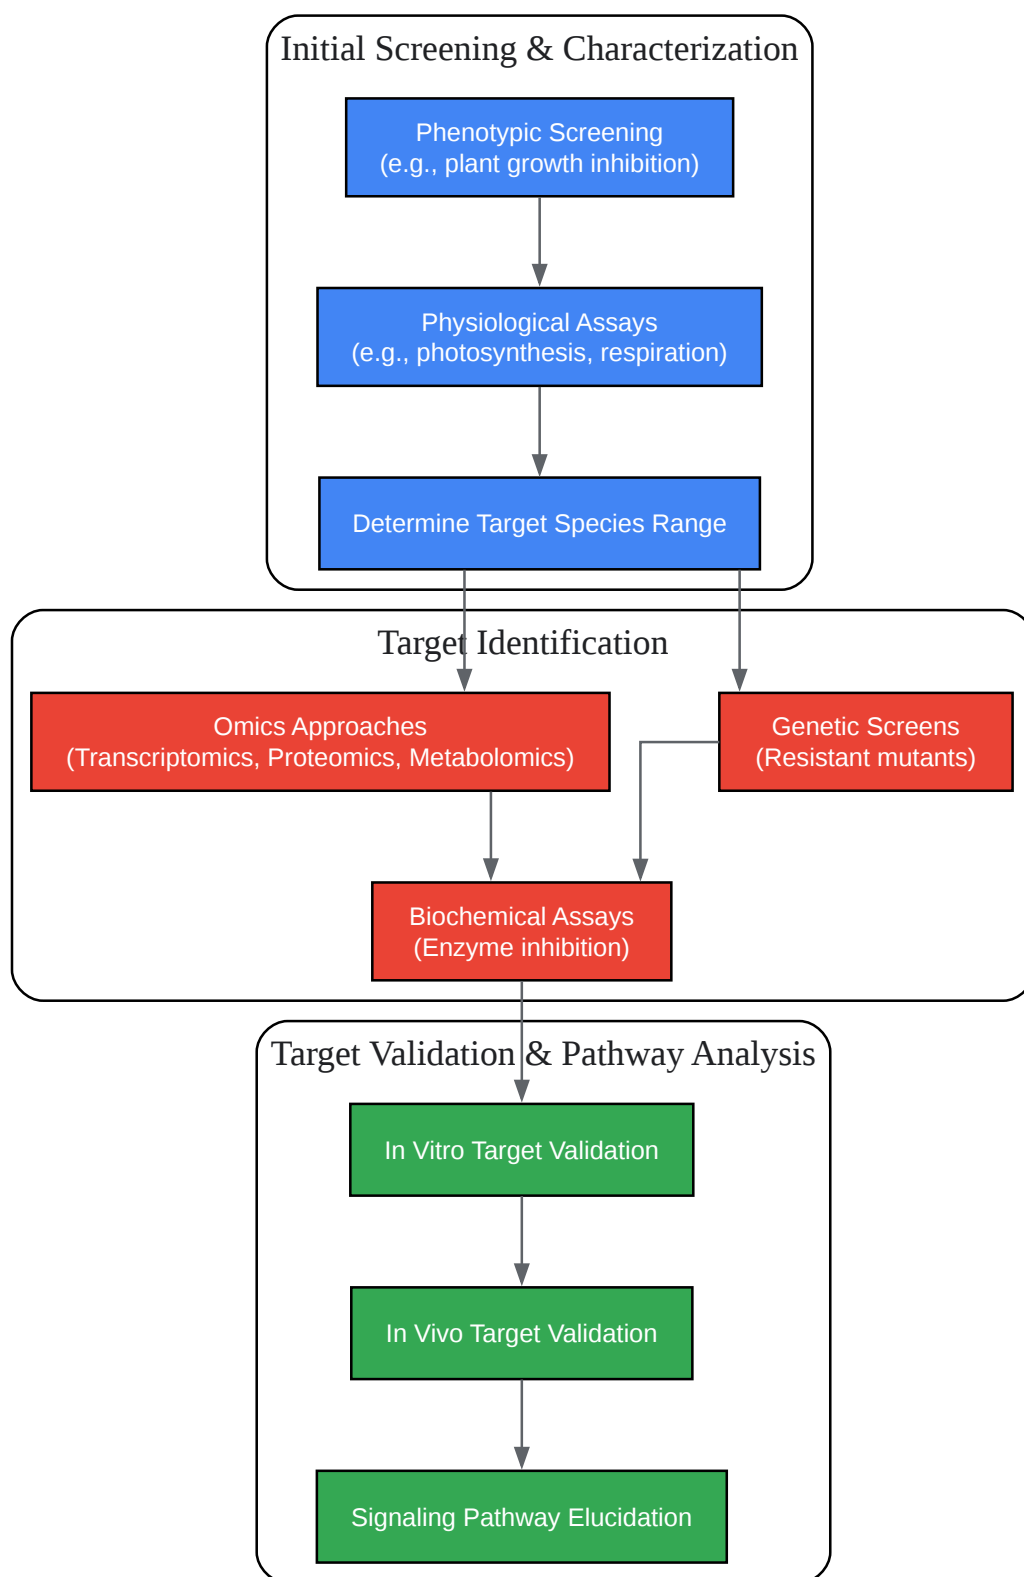 Initial Screening & Characterization
Phenotypic Screening
(e.g., plant growth inhibition)
Physiological Assays
(e.g., photosynthesis, respiration)
Determine Target Species Range
Target Identification
Omics Approaches
(Transcriptomics, Proteomics, Metabolomics)
Genetic Screens
(Resistant mutants)
Biochemical Assays
(Enzyme inhibition)
Target Validation & Pathway Analysis
In Vitro Target Validation
In Vivo Target Validation
Signaling Pathway Elucidation